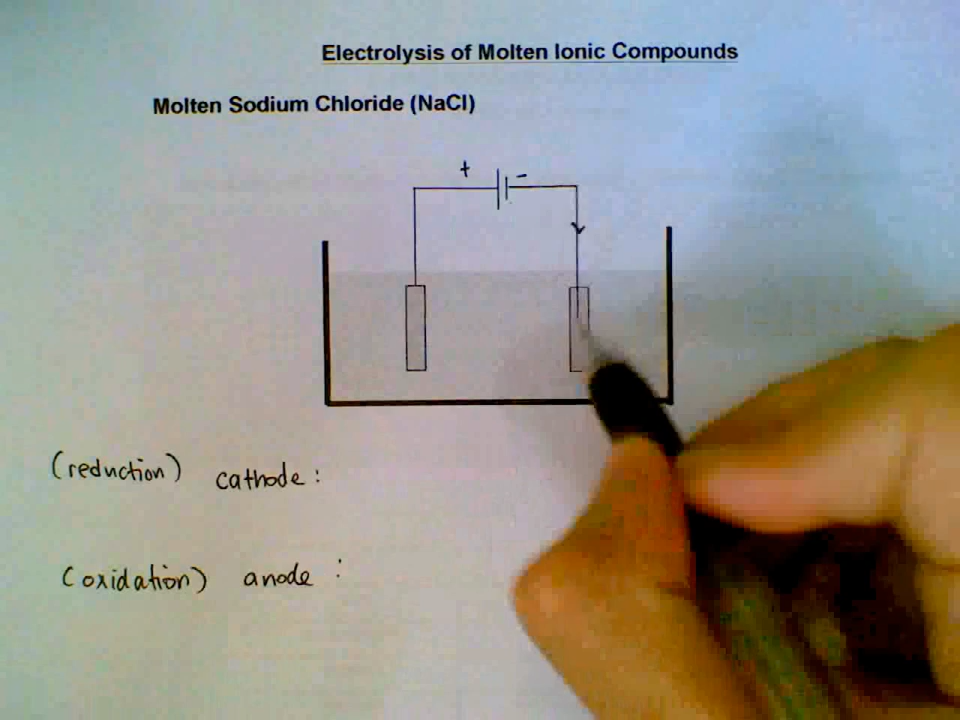 Electrolysis of Molten Ionic Compounds
Molten Sodium Chloride (NaCl)
+ -
(reduction) cathode :
(oxidation) anode :